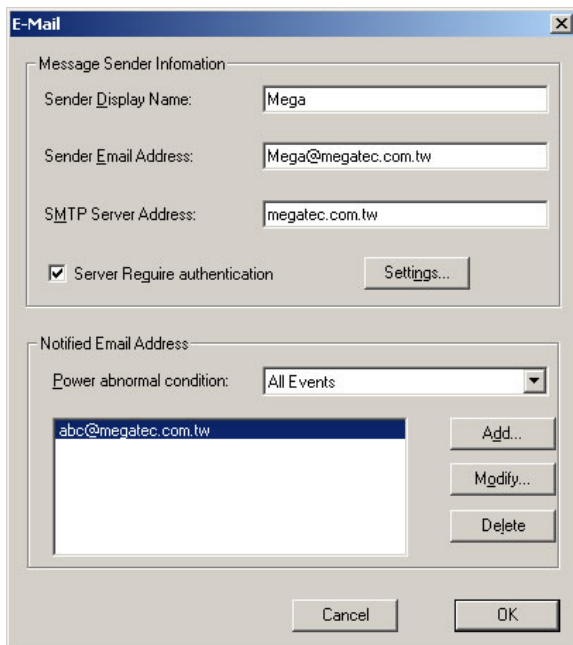 E-Mail
Message Sender Infomation
Sender Display Name: Mega
Sender Email Address: Mega@megatec.com.tw
SMTP Server Address: megatec.com.tw
Server Reguire authentication Settings...
Notified Email Address
Power abnormal condition: All Events
abc@megatec.com.tw
Add...
Modify...
Delete
Cancel OK